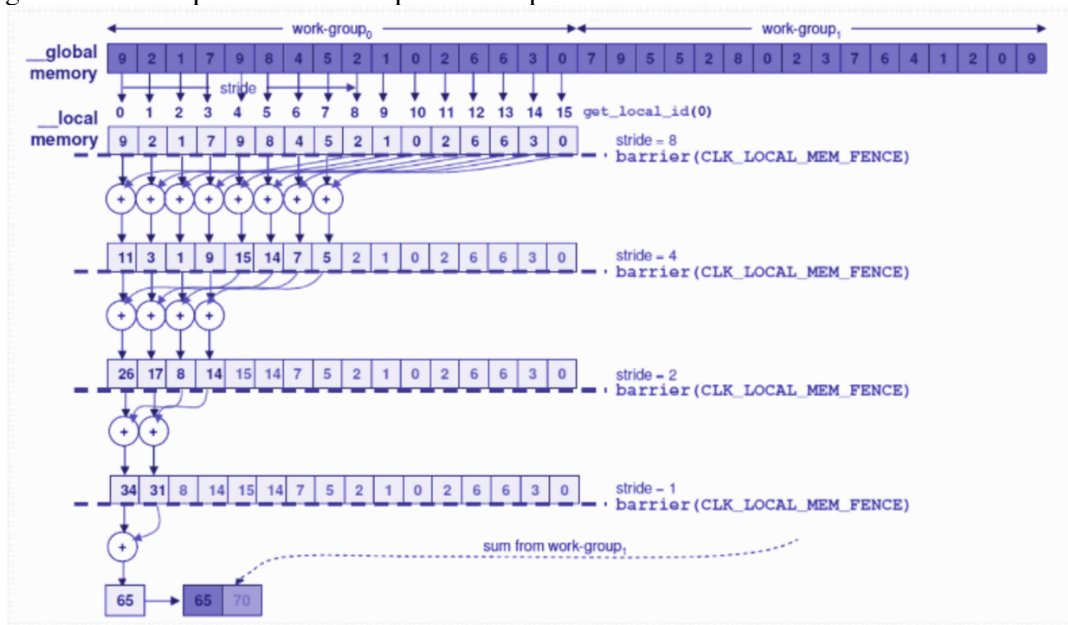 work-group0 work-group1
__global memory 9 2 1 7 9 8 4 5 2 1 0 2 6 6 3 0 7 9 5 5 2 8 0 2 3 7 6 4 1 2 0 9
stride
0 1 2 3 4 5 6 7 8 9 10 11 12 13 14 15 get_local_id(0)
__local memory 9 2 1 7 9 8 4 5 2 1 0 2 6 6 3 0 stride = 8
barrier(CLK_LOCAL_MEM_FENCE)
+ + + + + + + +
11 3 1 9 15 14 7 5 2 1 0 2 6 6 3 0 stride = 4
barrier(CLK_LOCAL_MEM_FENCE)
+ + + +
26 17 8 14 15 14 7 5 2 1 0 2 6 6 3 0 stride = 2
barrier(CLK_LOCAL_MEM_FENCE)
+ +
34 31 8 14 15 14 7 5 2 1 0 2 6 6 3 0 stride = 1
barrier(CLK_LOCAL_MEM_FENCE)
+
sum from work-group1
65 65 70